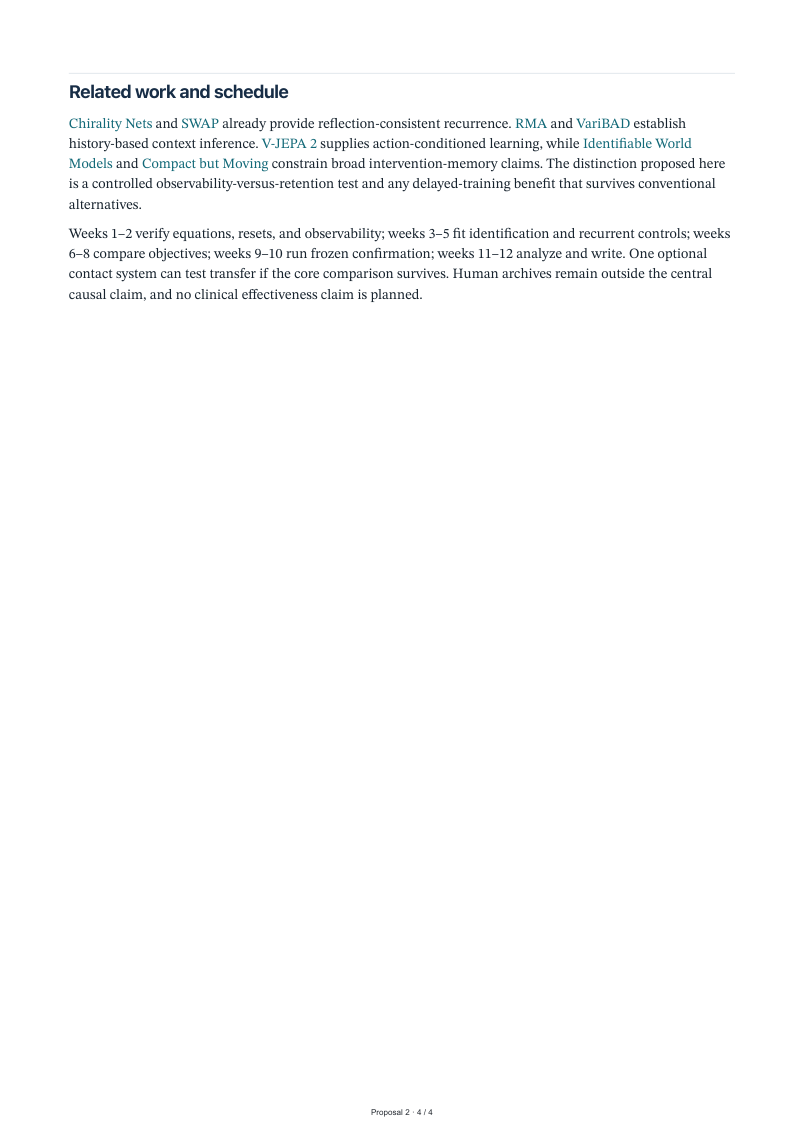 Related work and schedule
Chirality Nets and SWAP already provide reflection-consistent recurrence. RMA and VariBAD establish
history-based context inference. V-JEPA 2 supplies action-conditioned learning, while Identifiable World
Models and Compact but Moving constrain broad intervention-memory claims. The distinction proposed here
is a controlled observability-versus-retention test and any delayed-training benefit that survives conventional
alternatives.
Weeks 1–2 verify equations, resets, and observability; weeks 3–5 fit identification and recurrent controls; weeks
6–8 compare objectives; weeks 9–10 run frozen confirmation; weeks 11–12 analyze and write. One optional
contact system can test transfer if the core comparison survives. Human archives remain outside the central
causal claim, and no clinical effectiveness claim is planned.
Proposal 2 · 4 / 4